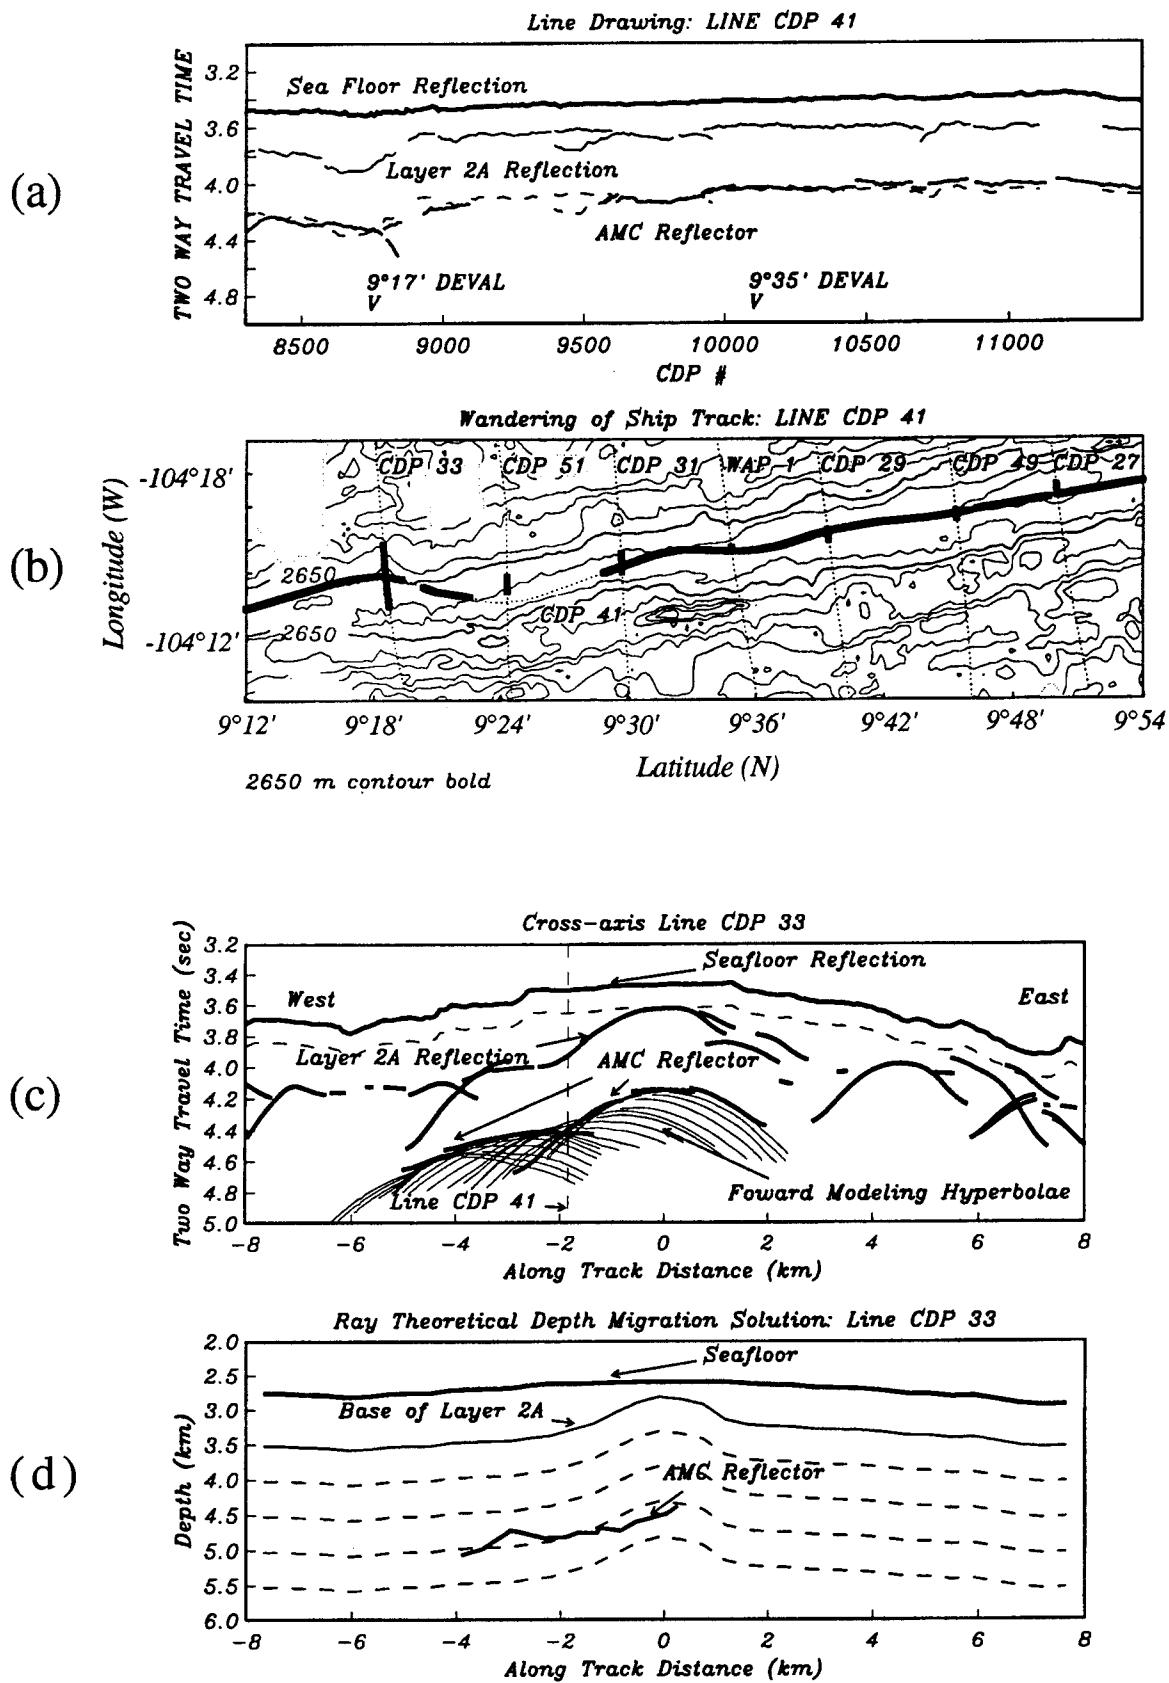 Line Drawing: LINE CDP 41
(a)
TWO WAY TRAVEL TIME
3.2
3.6
4.0
4.4
4.8
Sea Floor Reflection
Layer 2A Reflection
AMC Reflector
9°17' DEVAL
V
9°35' DEVAL
V
8500 9000 9500 10000 10500 11000
CDP #
Wandering of Ship Track: LINE CDP 41
(b)
Longitude (W)
-104°18'
-104°12'
CDP 33 CDP 51 CDP 31 WAP 1 CDP 29 CDP 49 CDP 27
2650
2650
CDP 41
9°12' 9°18' 9°24' 9°30' 9°36' 9°42' 9°48' 9°54
Latitude (N)
2650 m contour bold
Cross-axis Line CDP 33
(c)
Two Way Travel Time (sec)
3.2
3.4
3.6
3.8
4.0
4.2
4.4
4.6
4.8
5.0
Seafloor Reflection
West
East
Layer 2A Reflection
AMC Reflector
Line CDP 41
Foward Modeling Hyperbolae
-8 -6 -4 -2 0 2 4 6 8
Along Track Distance (km)
Ray Theoretical Depth Migration Solution: Line CDP 33
(d)
Depth (km)
2.0
2.5
3.0
3.5
4.0
4.5
5.0
5.5
6.0
Seafloor
Base of Layer 2A
AMC Reflector
-8 -6 -4 -2 0 2 4 6 8
Along Track Distance (km)